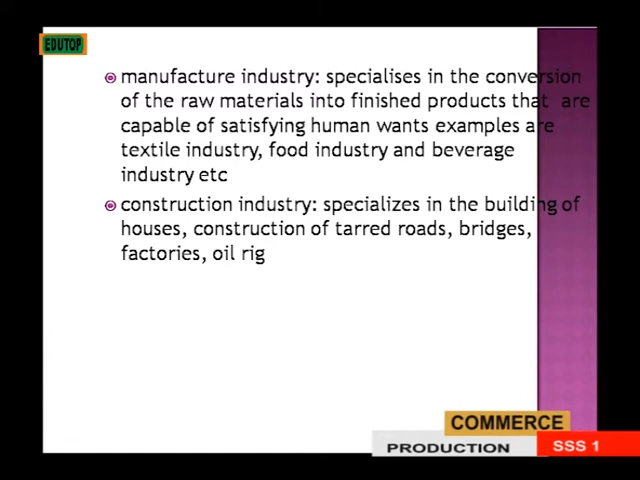 EDUTOP
manufacture industry: specialises in the conversion
of the raw materials into finished products that are
capable of satisfying human wants examples are
textile industry, food industry and beverage
industry etc
construction industry: specializes in the building of
houses, construction of tarred roads, bridges,
factories, oil rig
COMMERCE
PRODUCTION
SSS 1